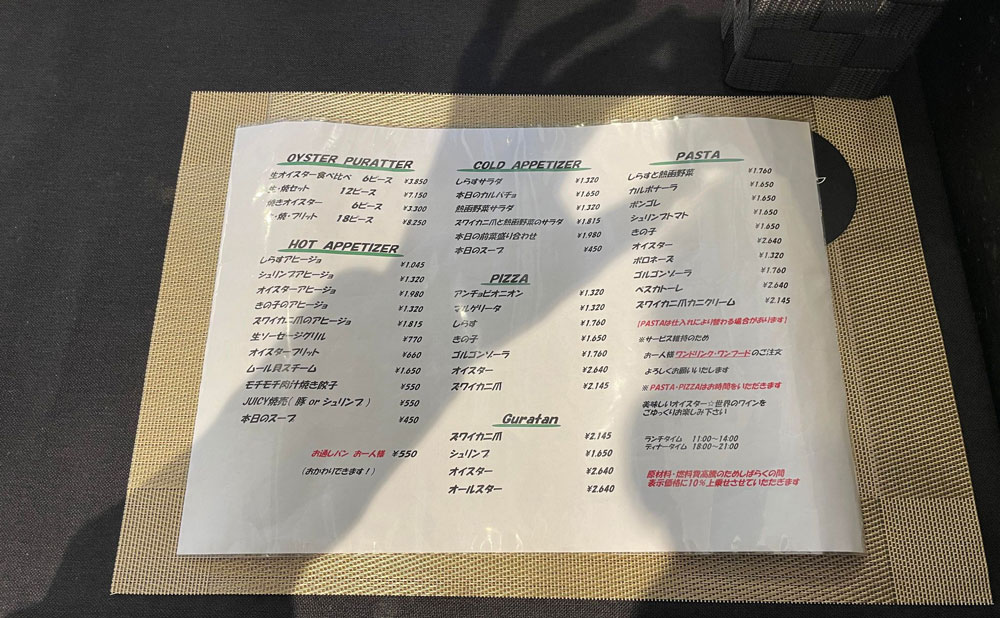 OYSTER PURATTER
生オイスター食べ比べ 6ピース ¥3.850
・焼セット 12ピース ¥7.150
焼きオイスター 6ピース ¥3.300
・焼・フリット 18ピース ¥8.250
HOT APPETIZER
しらすアヒージョ ¥1.045
シュリンプアヒージョ ¥1.320
オイスターアヒージョ ¥1.980
きの子のアヒージョ ¥1.320
ズワイカニ爪のアヒージョ ¥1.815
生ソーセージグリル ¥770
オイスターフリット ¥660
ムール貝スチーム ¥1.650
モチモチ肉汁焼き餃子 ¥550
JUICY焼売(豚 or シュリンプ) ¥550
本日のスープ ¥450
お通しパン お一人様 ¥550
(おかわりできます!)
COLD APPETIZER
しらすサラダ ¥1.320
本日のカルパチョ ¥1.650
熱函野菜サラダ ¥1.320
ズワイカニ爪と熱函野菜のサラダ ¥1.815
本日の前菜盛り合わせ ¥1.980
本日のスープ ¥450
PIZZA
アンチョビオニオン ¥1.320
マルゲリータ ¥1.320
しらす ¥1.760
きの子 ¥1.650
ゴルゴンゾーラ ¥1.760
オイスター ¥2.640
ズワイカニ爪 ¥2.145
Guratan
ズワイカニ爪 ¥2.145
シュリンプ ¥1.650
オイスター ¥2.640
オールスター ¥2.640
PASTA
しらすと熱函野菜 ¥1.760
カルボナーラ ¥1.650
ボンゴレ ¥1.650
シュリンプトマト ¥1.650
きの子 ¥1.650
オイスター ¥2.640
ボロネーズ ¥1.320
ゴルゴンゾーラ ¥1.760
ペスカトーレ ¥2.640
ズワイカニ爪カニクリーム ¥2.145
[PASTAは仕入れにより替わる場合があります]
※サービス維持のため
お一人様 ワンドリンク・ワンフードのご注文
よろしくお願いいたします
※ PASTA・PIZZAはお時間をいただきます
美味しいオイスター☆世界のワインを
ごゆっくりお楽しみ下さい
ランチタイム 11:00~14:00
ディナータイム 18:00~21:00
原材料・燃料費高騰のためしばらくの間
表示価格に10%上乗せさせていただきます